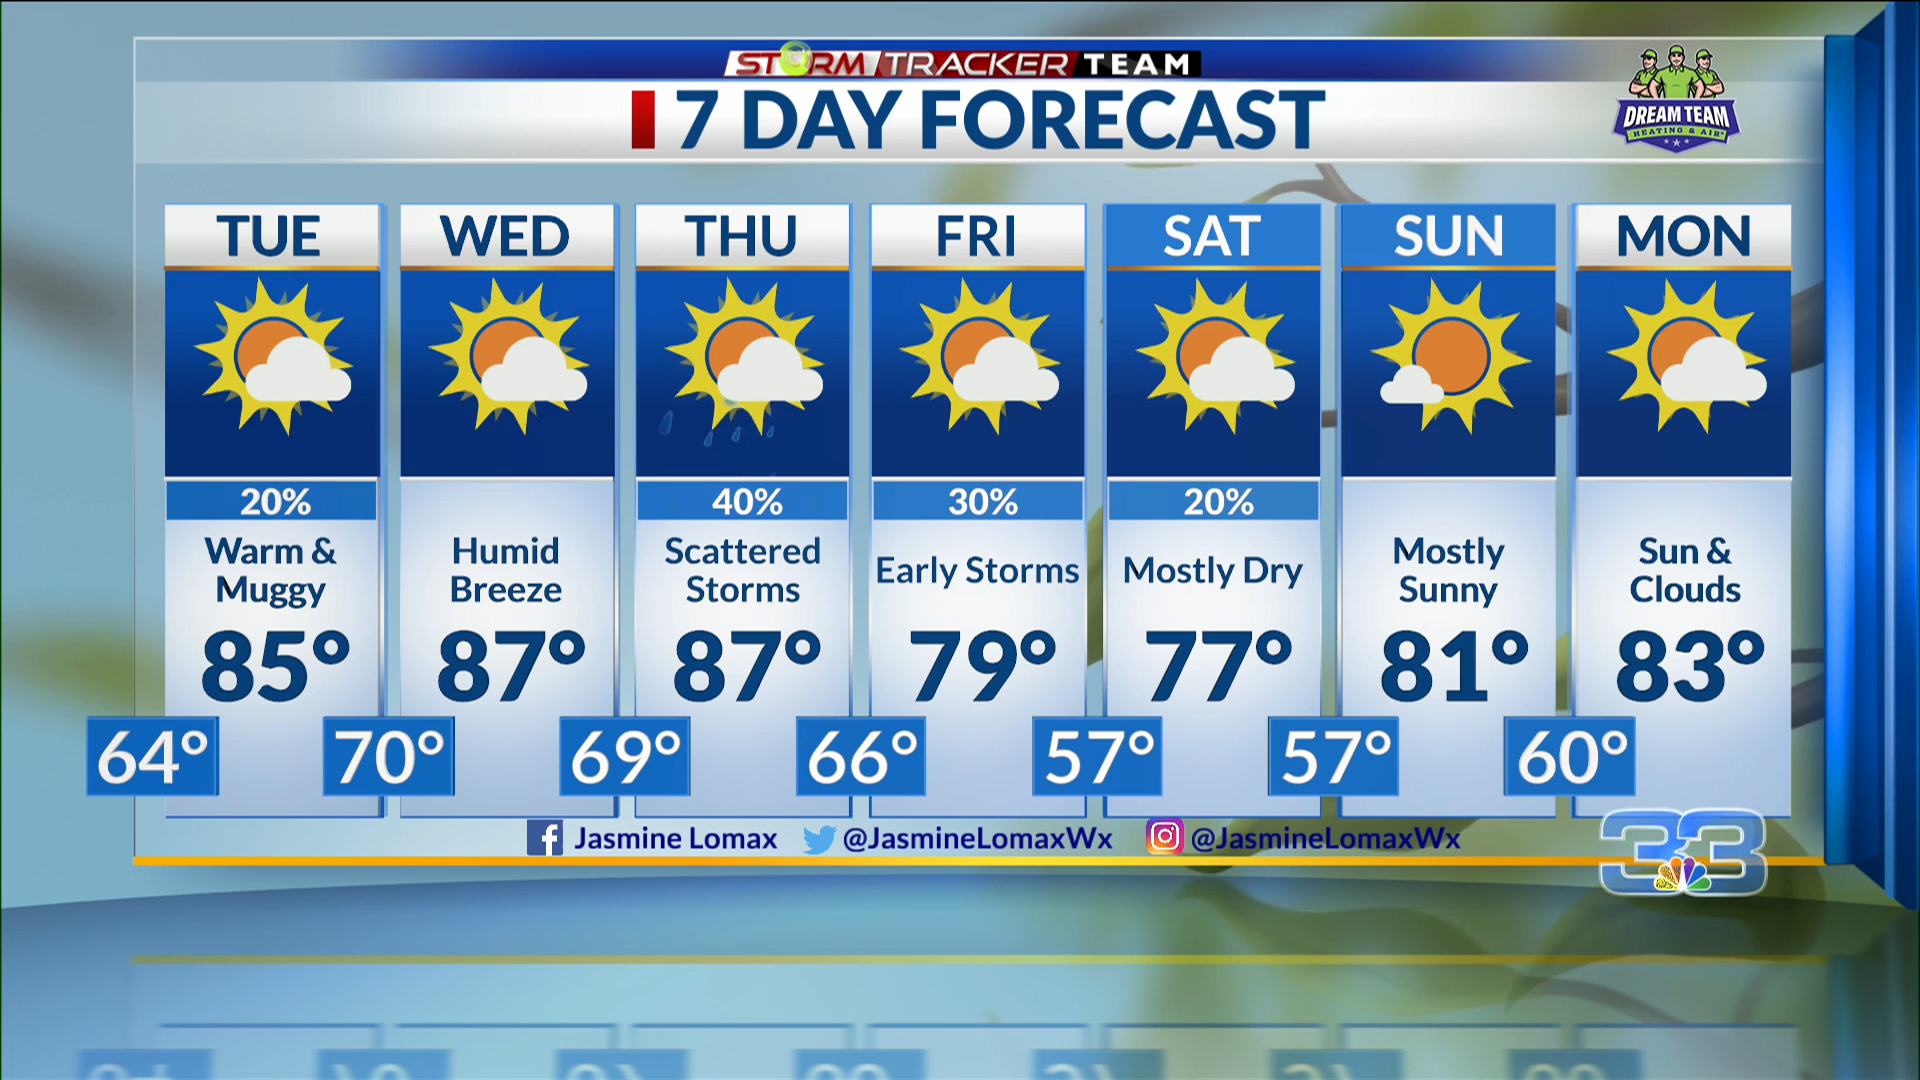 STORM TRACKER TEAM
7 DAY FORECAST
DREAM TEAM
HEATING & AIR
TUE WED THU FRI SAT SUN MON
20% 40% 30% 20%
Warm & Muggy
Humid Breeze
Scattered Storms
Early Storms
Mostly Dry
Mostly Sunny
Sun & Clouds
85° 87° 87° 79° 77° 81° 83°
64° 70° 69° 66° 57° 57° 60°
Jasmine Lomax @JasmineLomaxWx @JasmineLomaxWx
33